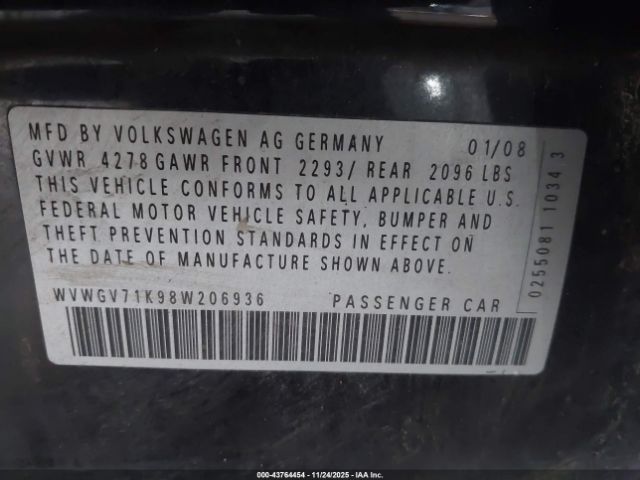 MFD BY VOLKSWAGEN AG GERMANY 01/08
GVWR 4278 GAWR FRONT 2293/ REAR 2096 LBS
THIS VEHICLE CONFORMS TO ALL APPLICABLE U.S.
FEDERAL MOTOR VEHICLE SAFETY, BUMPER AND
THEFT PREVENTION STANDARDS IN EFFECT ON
THE DATE OF MANUFACTURE SHOWN ABOVE.
WVWGV71K98W206936 PASSENGER CAR
0255081 1034 3
000-43764454 - 11/24/2025 - IAA Inc.